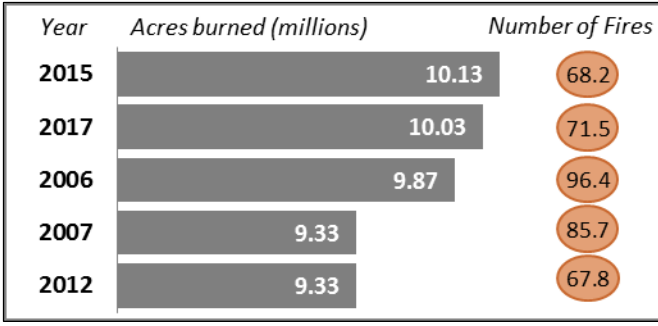 Year Acres burned (millions) Number of Fires
2015 10.13 68.2
2017 10.03 71.5
2006 9.87 96.4
2007 9.33 85.7
2012 9.33 67.8